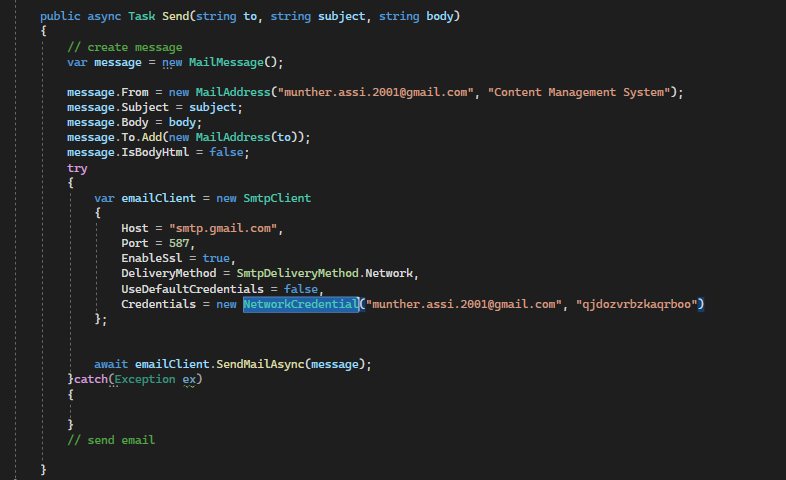 public async Task Send(string to, string subject, string body)
{
// create message
var message = new MailMessage();
message.From = new MailAddress("munther.assi.2001@gmail.com", "Content Management System");
message.Subject = subject;
message.Body = body;
message.To.Add(new MailAddress(to));
message.IsBodyHtml = false;
try
{
var emailClient = new SmtpClient
{
Host = "smtp.gmail.com",
Port = 587,
EnableSsl = true,
DeliveryMethod = SmtpDeliveryMethod.Network,
UseDefaultCredentials = false,
Credentials = new NetworkCredential("munther.assi.2001@gmail.com", "qjdozvrbzkaqrboo")
};
await emailClient.SendMailAsync(message);
}catch(Exception ex)
{
}
// send email
}